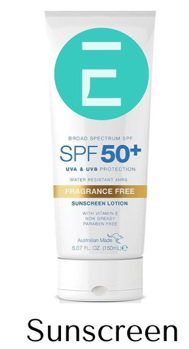 E
BROAD SPECTRUM SPF
SPF 50+
UVA & UVB PROTECTION
WATER RESISTANT 4HRS
FRAGRANCE FREE
SUNSCREEN LOTION
WITH VITAMIN E
NON GREASY
PARABEN FREE
Australian Made
5.07 FL. OZ. (150mL) ℮
Sunscreen